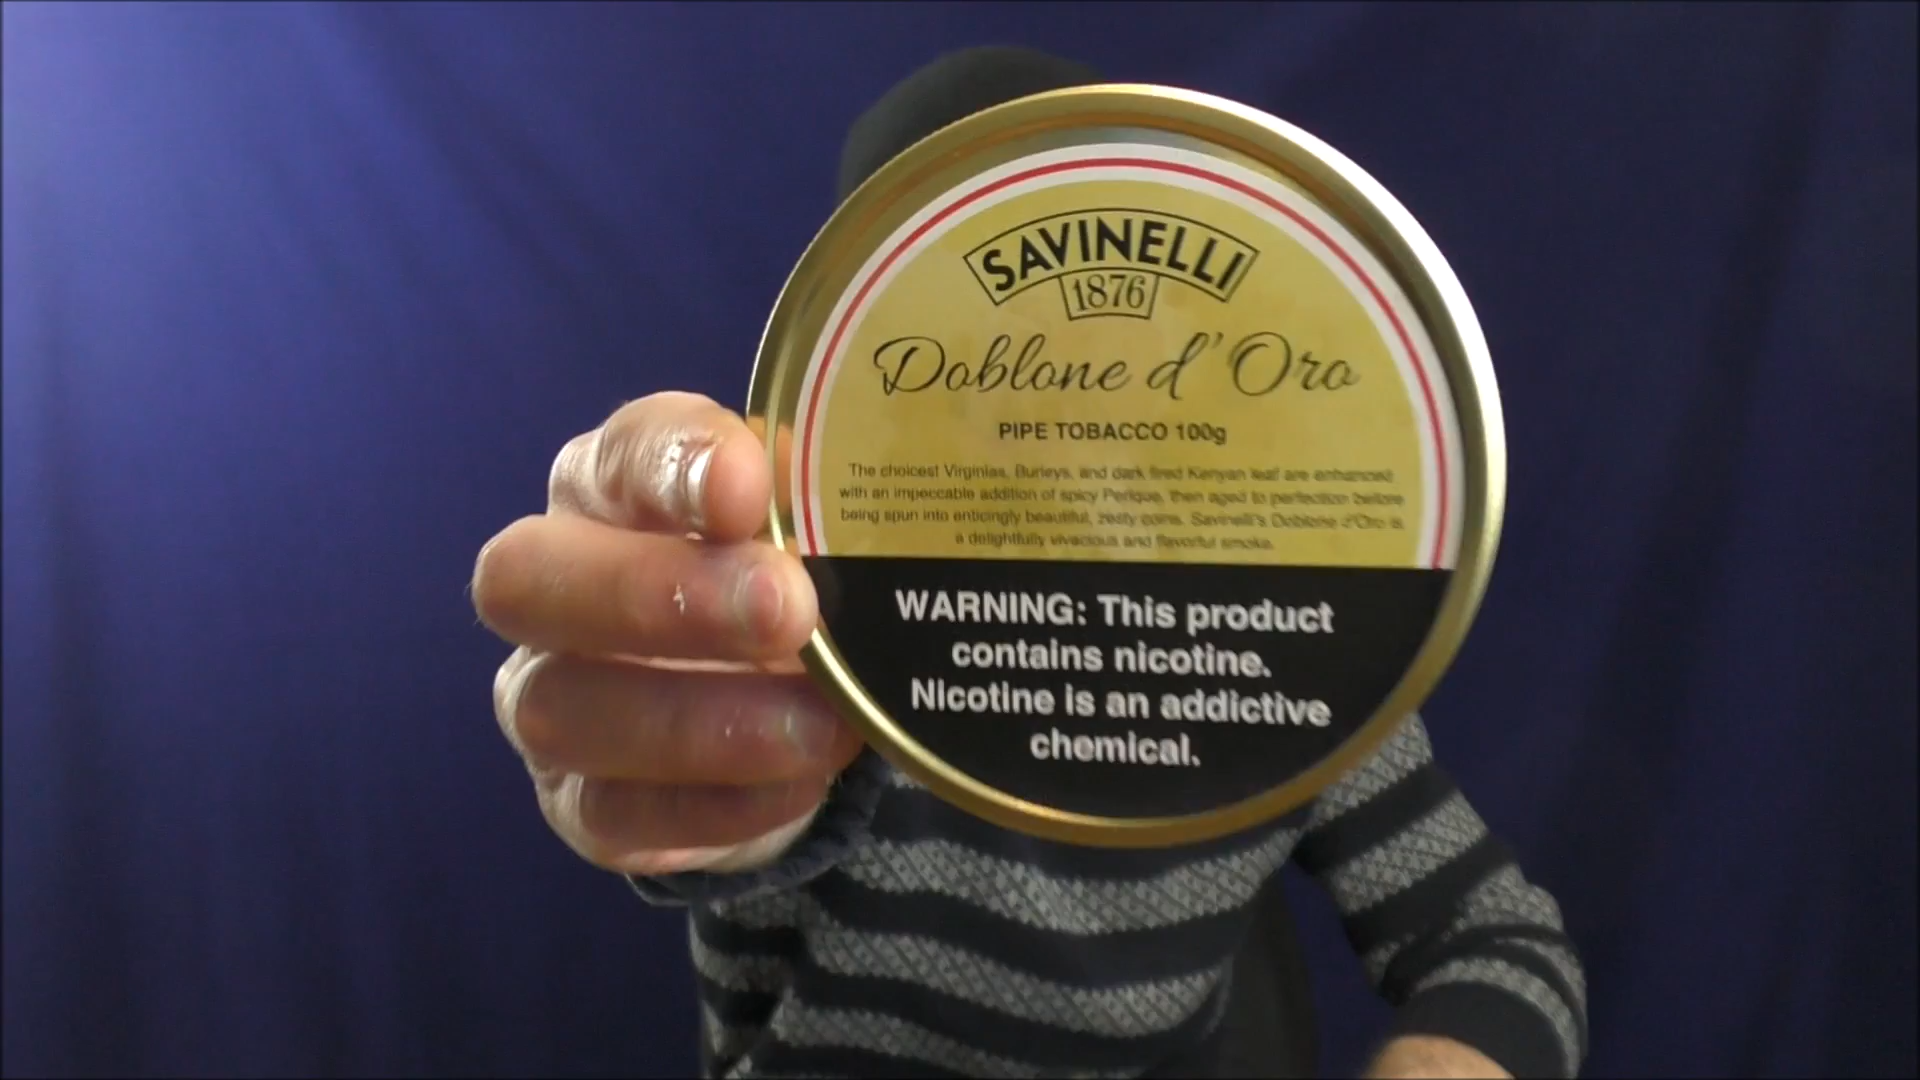 SAVINELLI
1876
Doblone d'Oro
PIPE TOBACCO 100g
The choicest Virginias, Burleys, and dark fired Kenyan leaf are enhanced
with an impeccable addition of spicy Perique, then aged to perfection before
being spun into enticingly beautiful, zesty coins. Savinelli's Doblone d'Oro is
a delightfully vivacious and flavorful smoke.
WARNING: This product
contains nicotine.
Nicotine is an addictive
chemical.